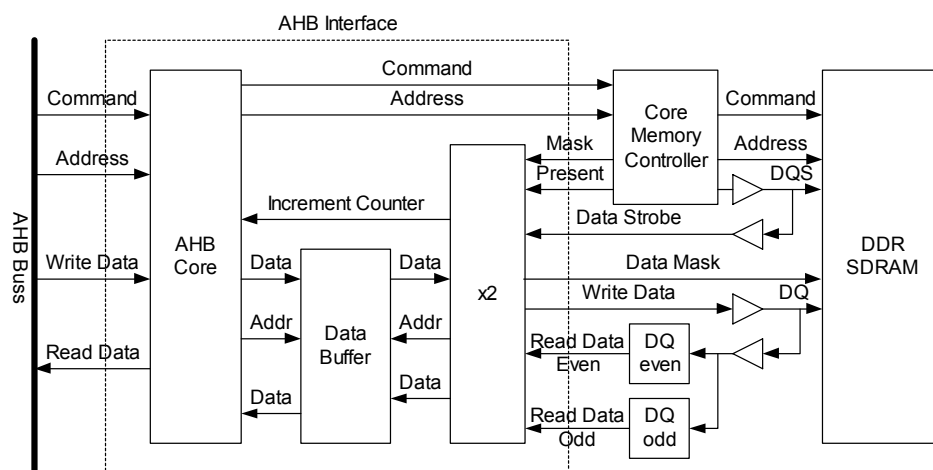 AHB Interface
Command
Command
Address
Core
Memory
Controller
Command
Address
Mask
Present
DQS
Address
AHB Buss
Increment Counter
Data Strobe
AHB
Core
DDR
SDRAM
Write Data
Data
Data
x2
Data Mask
Write Data
DQ
Addr
Data
Buffer
Addr
Read Data
Read Data
Even
DQ
even
Data
Data
Read Data
Odd
DQ
odd